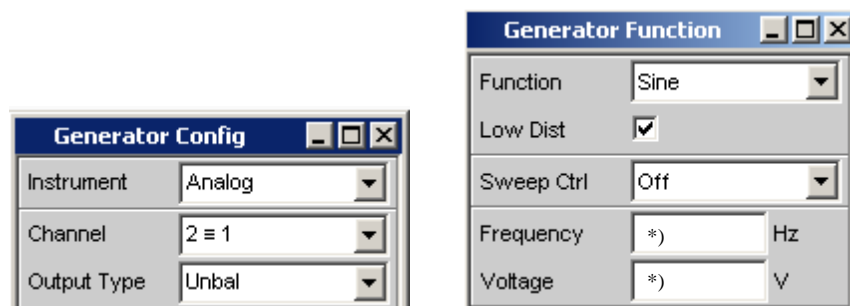 Generator Config
Instrument Analog
Channel 2 ≡ 1
Output Type Unbal
Generator Function
Function Sine
Low Dist
Sweep Ctrl Off
Frequency *) Hz
Voltage *) V